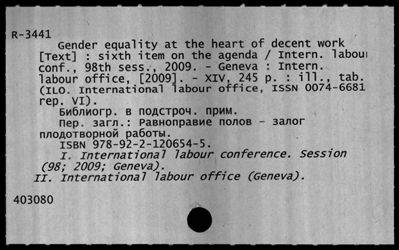 R-3441
Gender equality at the heart of decent work
[Text] : sixth item on the agenda / Intern. labour
conf., 98th sess., 2009. - Geneva : Intern.
labour office, [2009]. - XIV, 245 p. : ill., tab.
(ILO. International labour office, ISSN 0074-6681
rep. VI).
Библиогр. в подстроч. прим.
Пер. загл.: Равноправие полов – залог
плодотворной работы.
ISBN 978-92-2-120654-5.
I. International labour conference. Session
(98; 2009; Geneva).
II. International labour office (Geneva).
403080